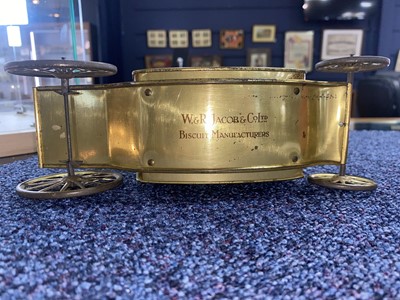 W. & R. JACOB & Co. LTD
BISCUIT MANUFACTURERS